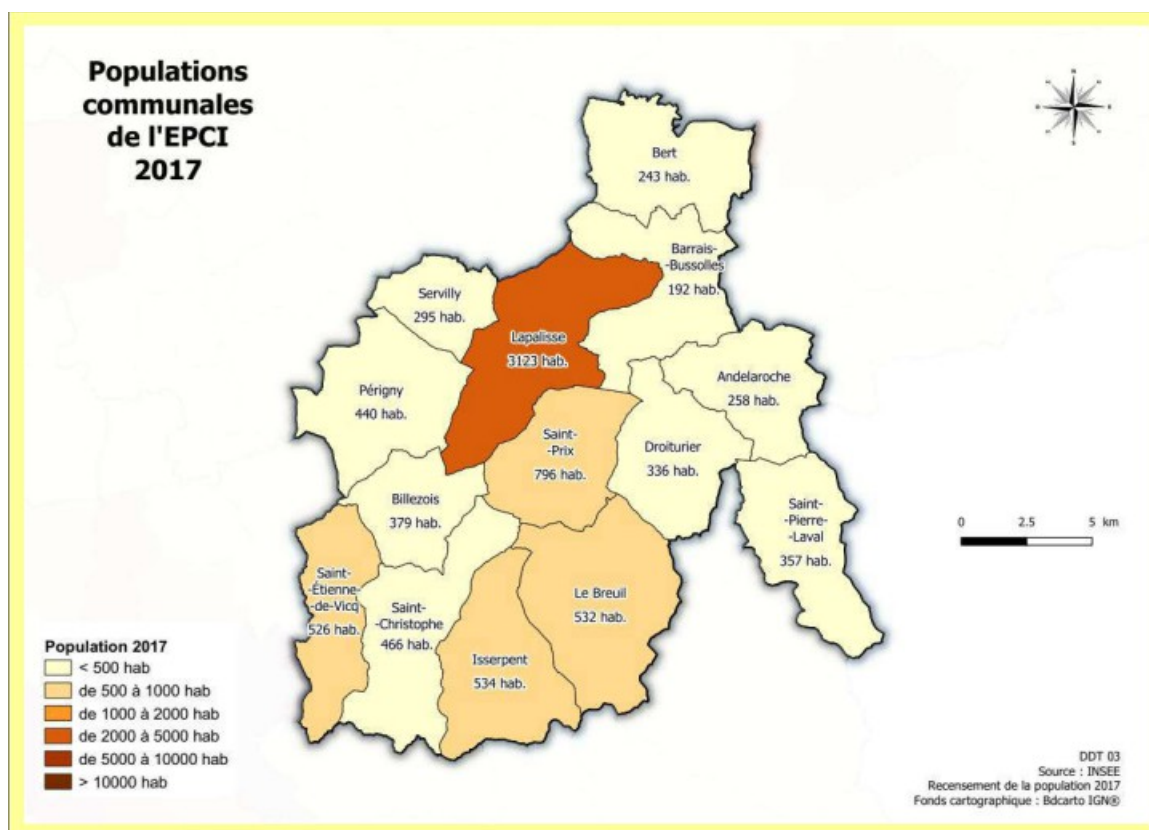 Populations
communales
de l'EPCI
2017
Bert
243 hab.
Barrais-
-Bussolles
192 hab.
Servilly
295 hab.
Lapalisse
3123 hab.
Andelaroche
258 hab.
Périgny
440 hab.
Saint-
-Prix
796 hab.
Droiturier
336 hab.
Billezois
379 hab.
Saint-
-Pierre-
-Laval
357 hab.
Saint-
-Étienne-
-de-Vicq
526 hab.
Saint-
-Christophe
466 hab.
Le Breuil
532 hab.
Isserpent
534 hab.
0 2.5 5 km
Population 2017
< 500 hab
de 500 à 1000 hab
de 1000 à 2000 hab
de 2000 à 5000 hab
de 5000 à 10000 hab
> 10000 hab
DDT 03
Source : INSEE
Recensement de la population 2017
Fonds cartographique : Bdcarto IGN®